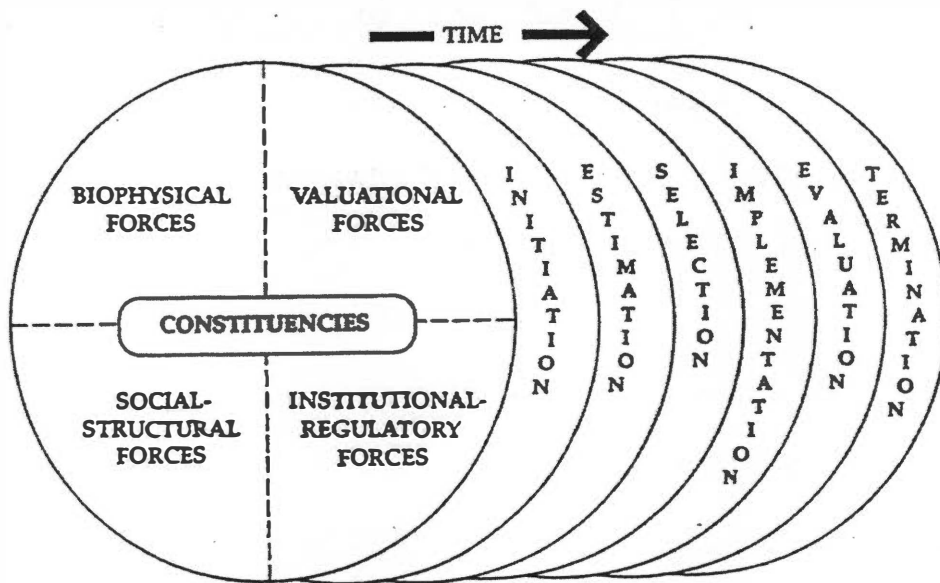 TIME
BIOPHYSICAL
FORCES
VALUATIONAL
FORCES
CONSTITUENCIES
SOCIAL-
STRUCTURAL
FORCES
INSTITUTIONAL-
REGULATORY
FORCES
INITIATION
ESTIMATION
SELECTION
IMPLEMENTATION
EVALUATION
TERMINATION